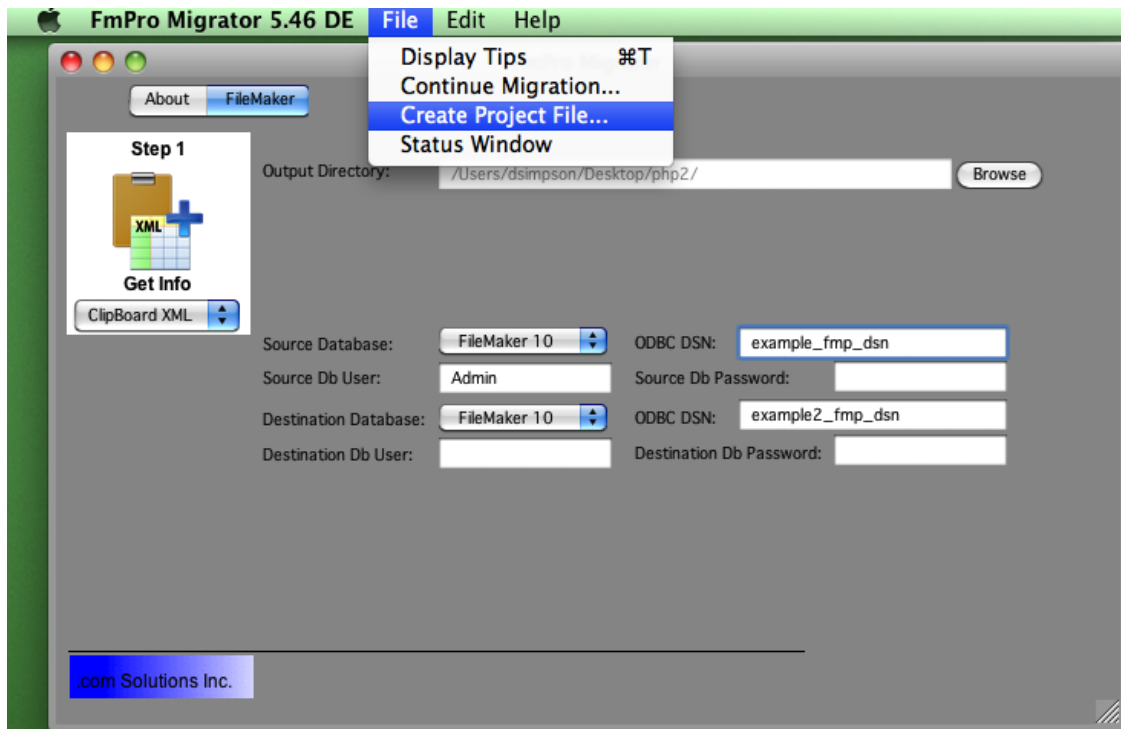 FmPro Migrator 5.46 DE File Edit Help
Display Tips ⌘T
Continue Migration...
Create Project File...
Status Window
About FileMaker
Step 1
XML
Get Info
ClipBoard XML
Output Directory: /Users/dsimpson/Desktop/php2/ Browse
Source Database: FileMaker 10 ODBC DSN: example_fmp_dsn
Source Db User: Admin Source Db Password:
Destination Database: FileMaker 10 ODBC DSN: example2_fmp_dsn
Destination Db User: Destination Db Password:
.com Solutions Inc.